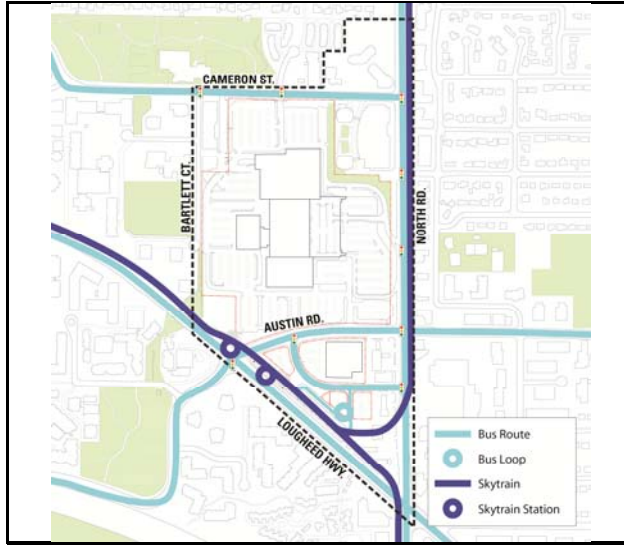 CAMERON ST.
BARTLETT CT.
NORTH RD.
AUSTIN RD.
LOUGHEED HWY.
Bus Route
Bus Loop
Skytrain
Skytrain Station